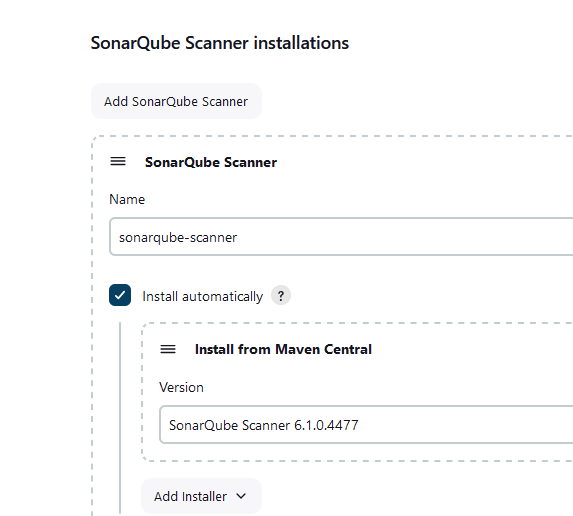 SonarQube Scanner installations
Add SonarQube Scanner
SonarQube Scanner
Name
sonarqube-scanner
Install automatically ?
Install from Maven Central
Version
SonarQube Scanner 6.1.0.4477
Add Installer